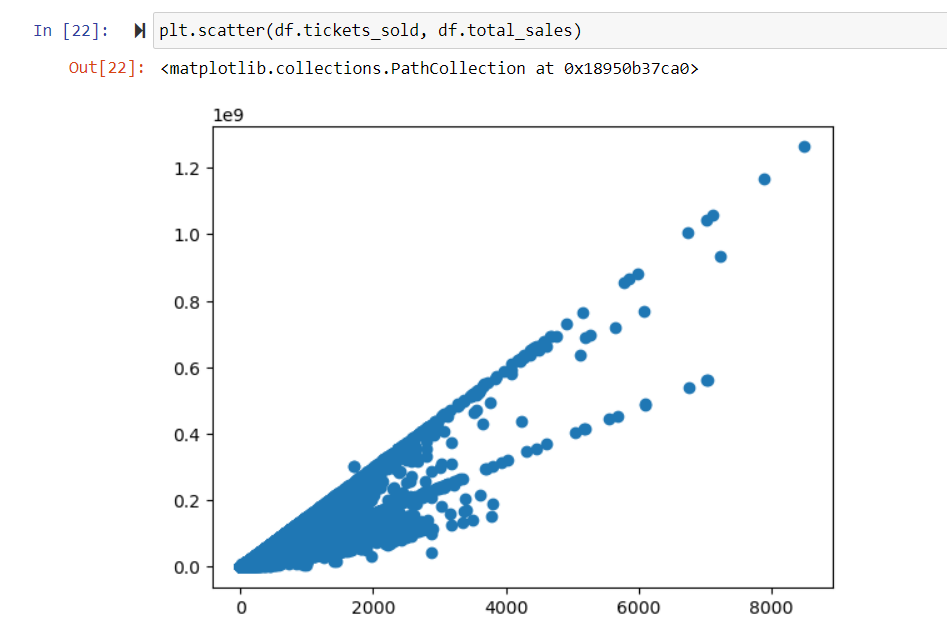 In [22]: plt.scatter(df.tickets_sold, df.total_sales)
Out[22]: <matplotlib.collections.PathCollection at 0x18950b37ca0>
1e9
1.2
1.0
0.8
0.6
0.4
0.2
0.0
0 2000 4000 6000 8000